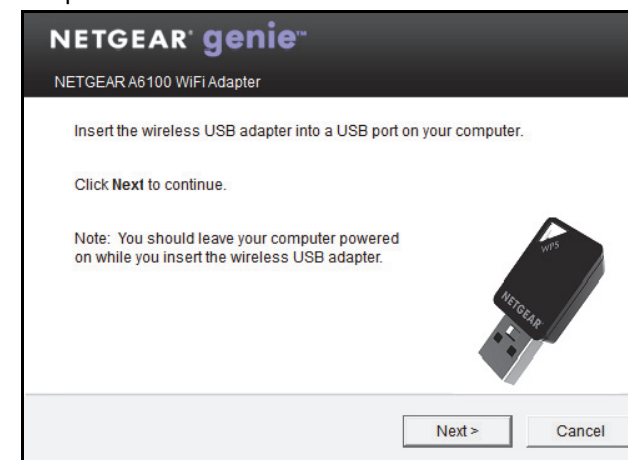 NETGEAR® genie™
NETGEAR A6100 WiFi Adapter
Insert the wireless USB adapter into a USB port on your computer.
Click Next to continue.
Note: You should leave your computer powered
on while you insert the wireless USB adapter.
WPS
NETGEAR®
Next >
Cancel